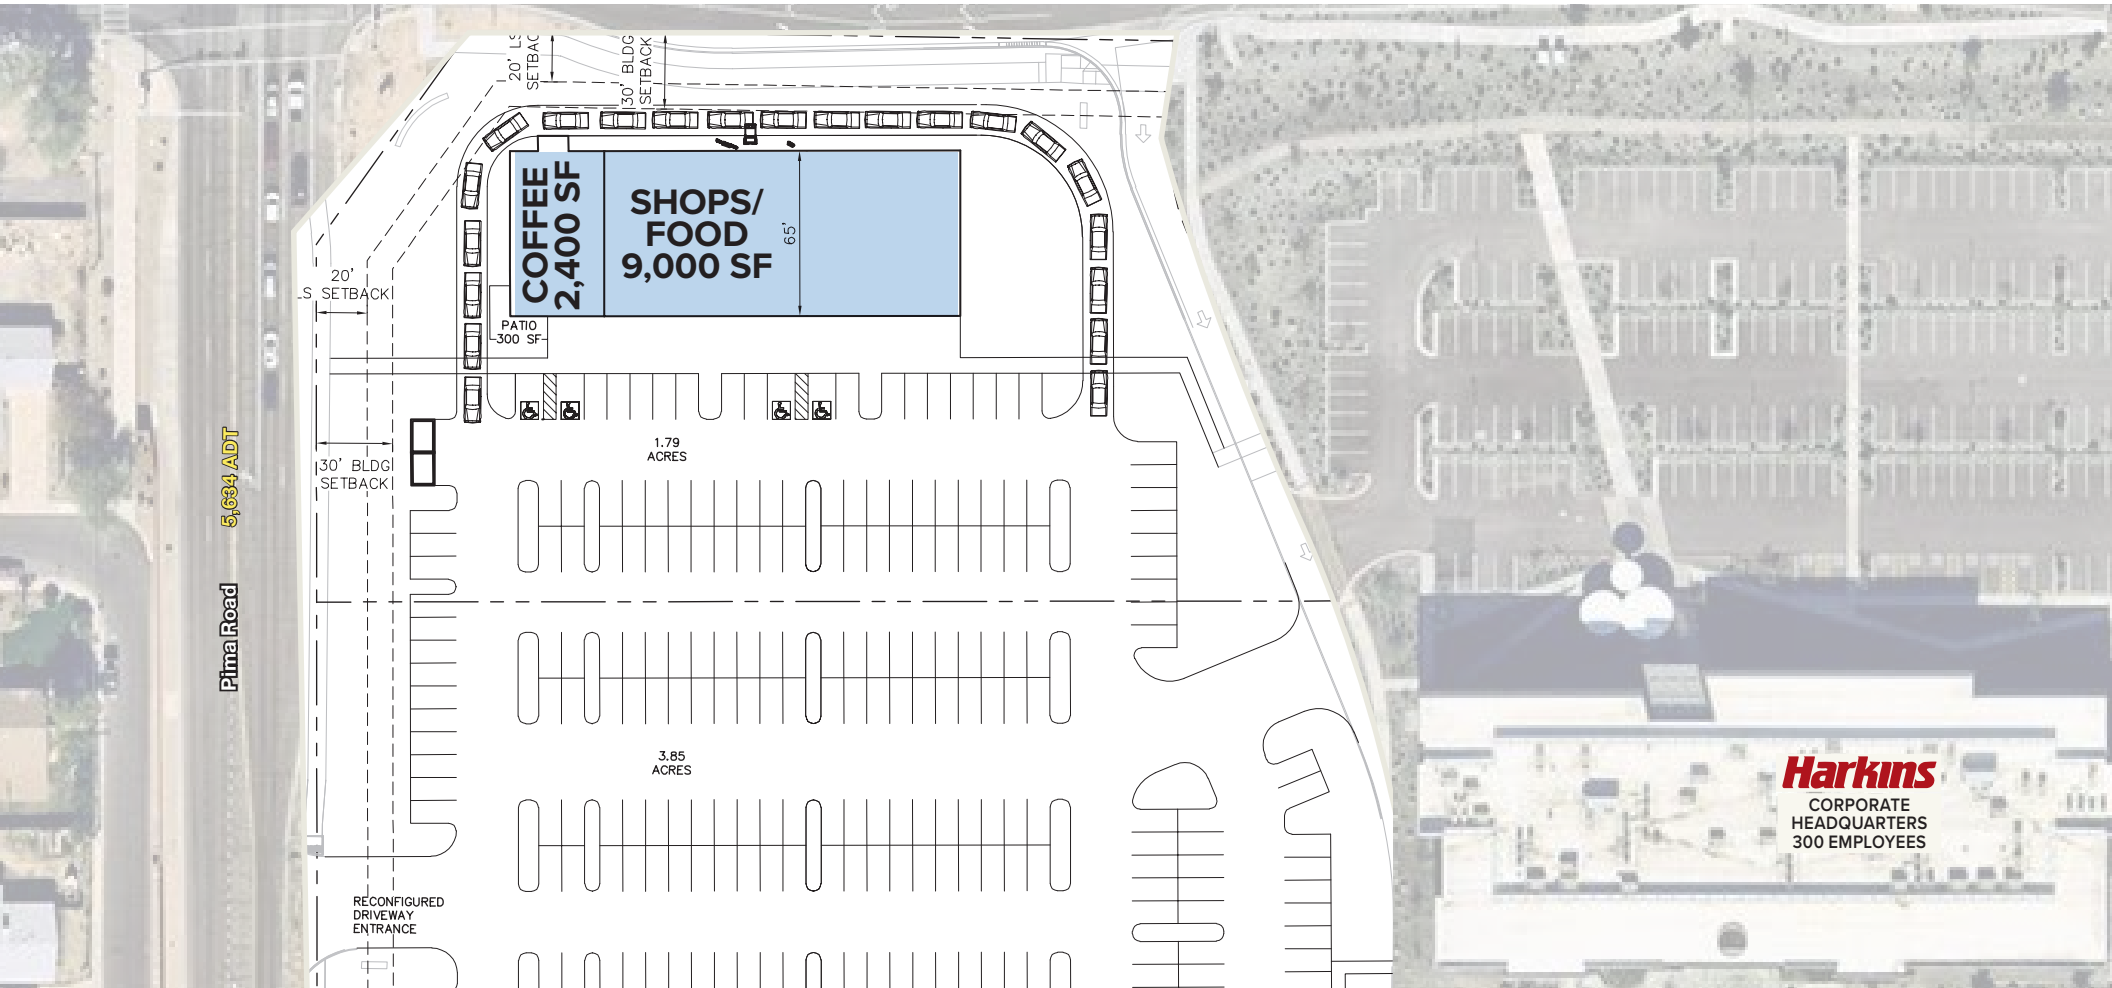 20' LS
SETBAC
30' BLDG
SETBACK
COFFEE
2,400 SF
SHOPS/
FOOD
9,000 SF
65'
20'
LS SETBACK
PATIO
300 SF
30' BLDG
SETBACK
1.79
ACRES
5,634 ADT
Pima Road
3.85
ACRES
RECONFIGURED
DRIVEWAY
ENTRANCE
Harkins
CORPORATE
HEADQUARTERS
300 EMPLOYEES